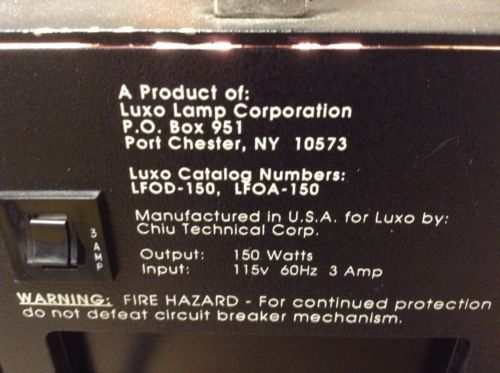 A Product of:
Luxo Lamp Corporation
P.O. Box 951
Port Chester, NY 10573
Luxo Catalog Numbers:
LFOD-150, LFOA-150
Manufactured in U.S.A. for Luxo by:
Chiu Technical Corp.
Output: 150 Watts
Input: 115v 60Hz 3 Amp
3 AMP
WARNING: FIRE HAZARD - For continued protection
do not defeat circuit breaker mechanism.